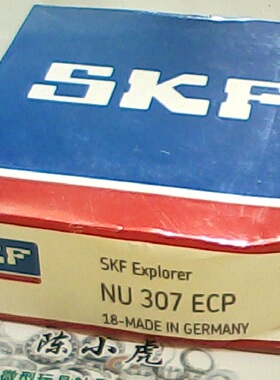 SKF
SKF
SKF Explorer
NU 307 ECP
18-MADE IN GERMANY
陈小虎